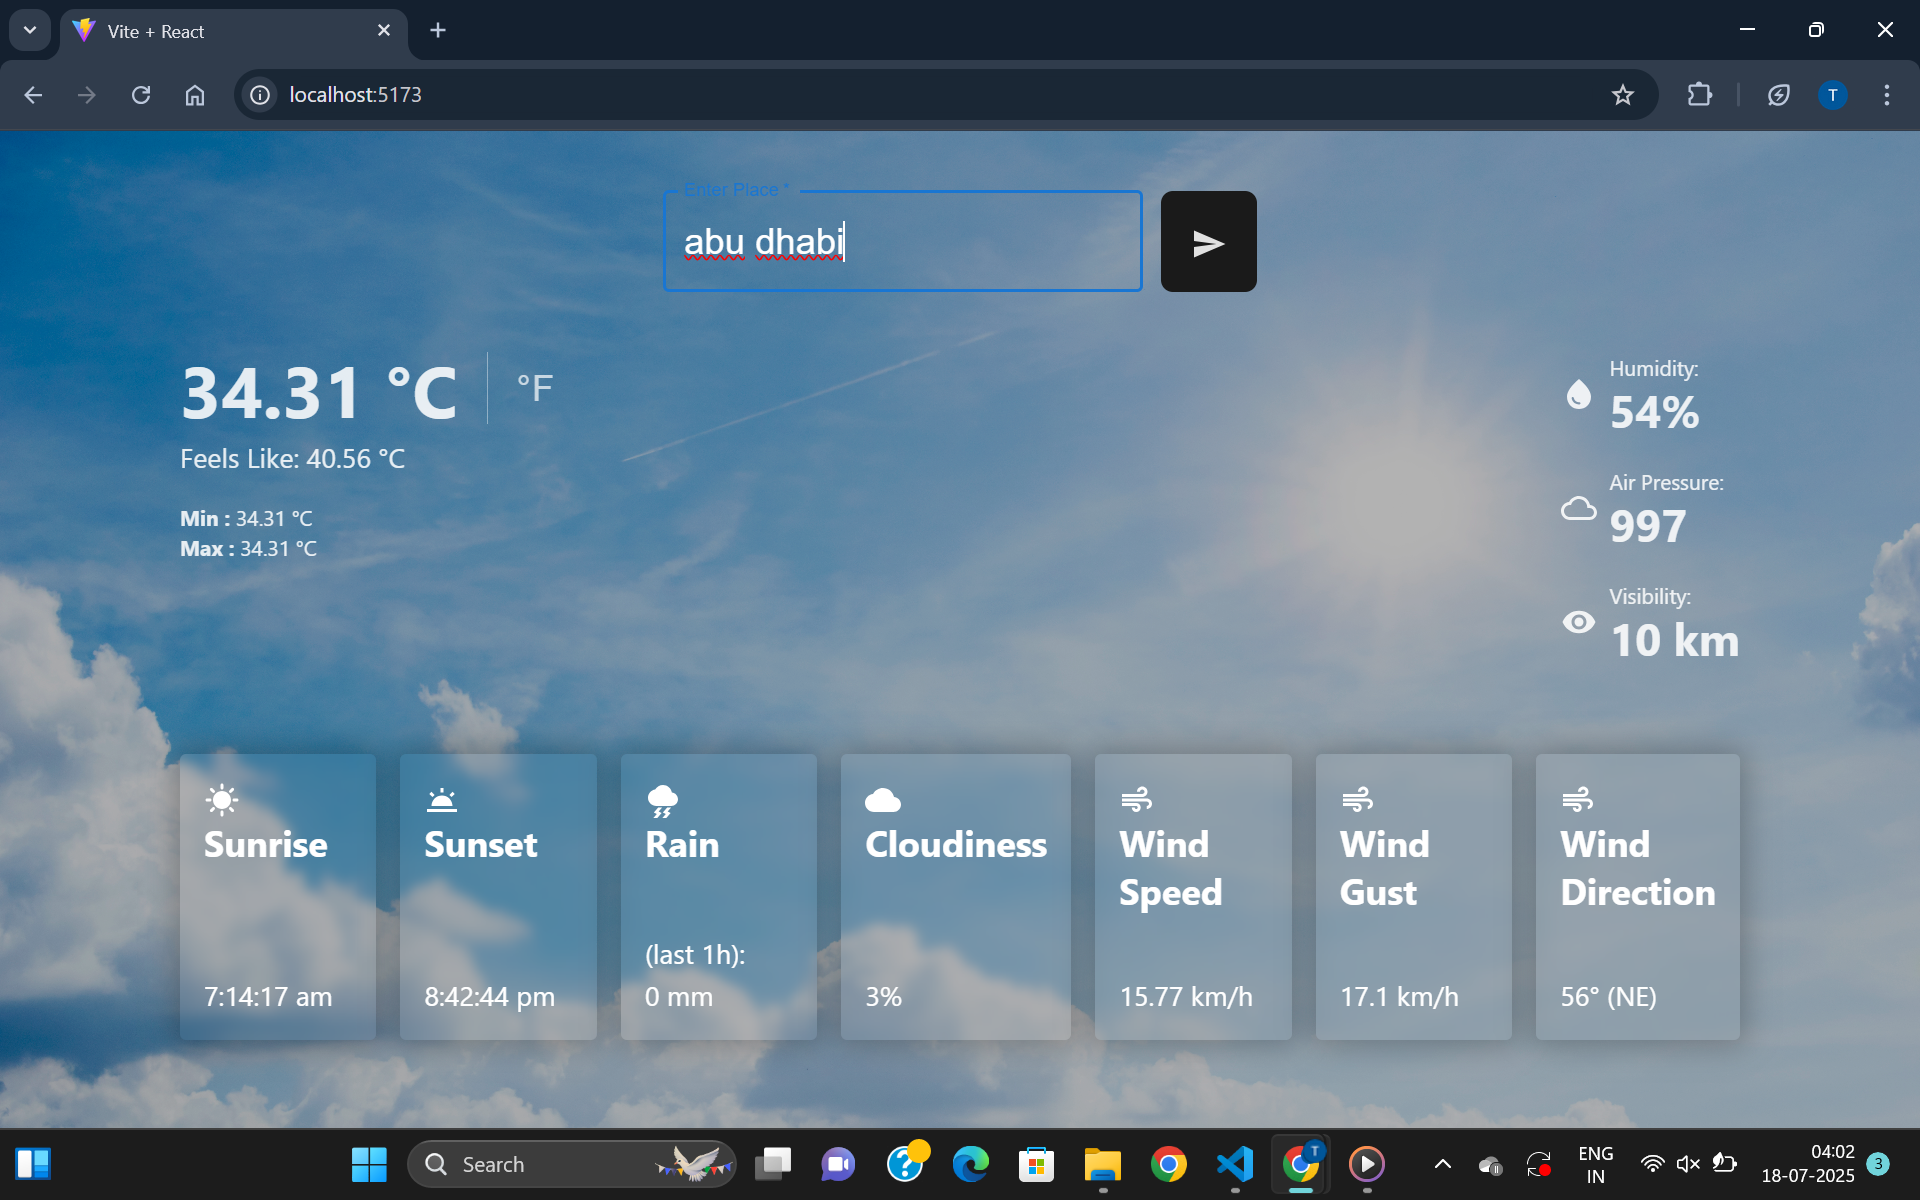 Vite + React
localhost:5173
T
Enter Place *
abu dhabi
34.31 °C
°F
Feels Like: 40.56 °C
Min : 34.31 °C
Max : 34.31 °C
Humidity:
54%
Air Pressure:
997
Visibility:
10 km
Sunrise
7:14:17 am
Sunset
8:42:44 pm
Rain
(last 1h):
0 mm
Cloudiness
3%
Wind
Speed
15.77 km/h
Wind
Gust
17.1 km/h
Wind
Direction
56° (NE)
Search
T
ENG
IN
04:02
18-07-2025
3